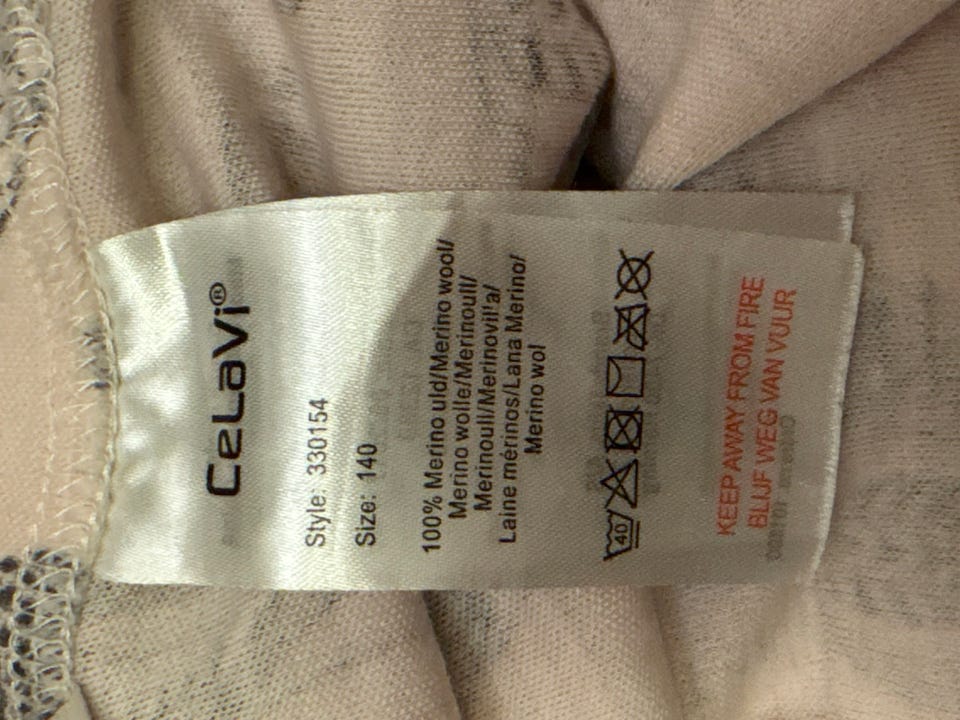 CeLaVi®
Style: 330154
Size: 140
100% Merino uld/Merino wool/
Merino wolle/Merinoull/
Merinoull/Merinovilla/
Laine mérinos/Lana Merino/
Merino wol
40
KEEP AWAY FROM FIRE
BLIJF WEG VAN VUUR